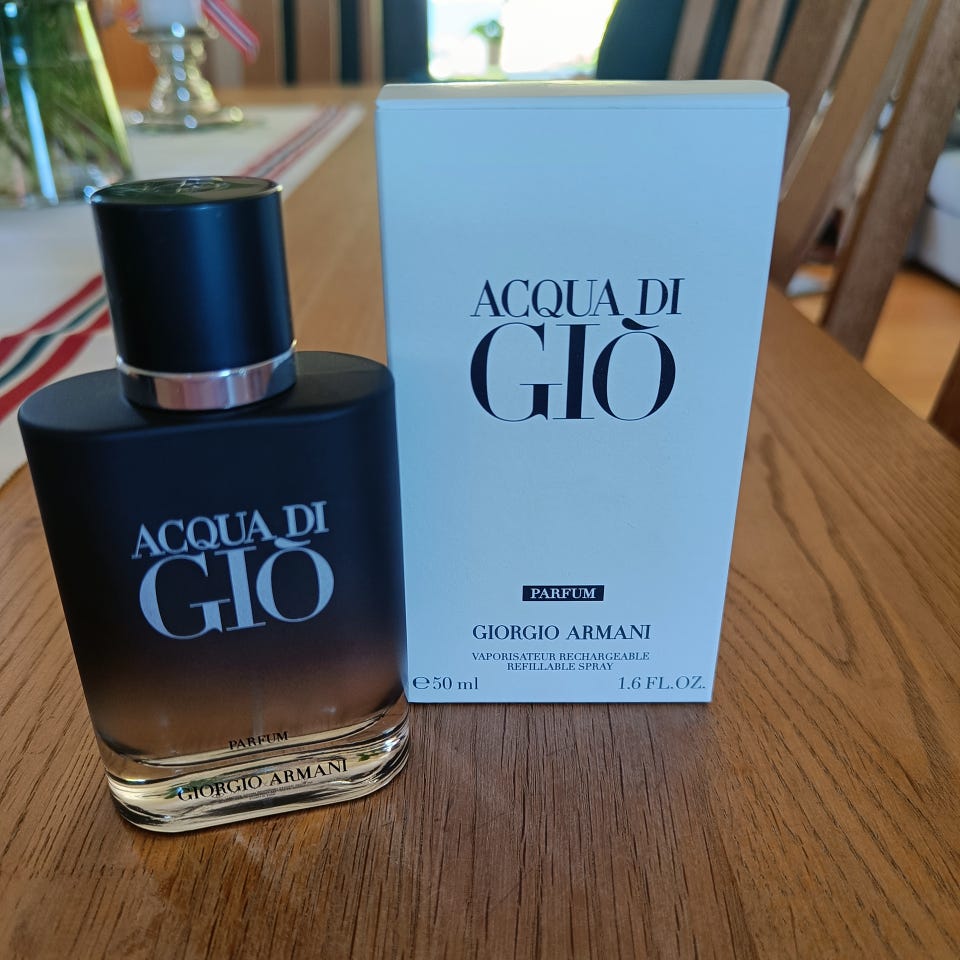 ACQUA DI
GIÒ
PARFUM
GIORGIO ARMANI
ACQUA DI
GIÒ
PARFUM
GIORGIO ARMANI
VAPORISATEUR RECHARGEABLE
REFILLABLE SPRAY
℮50 ml 1.6 FL.OZ.